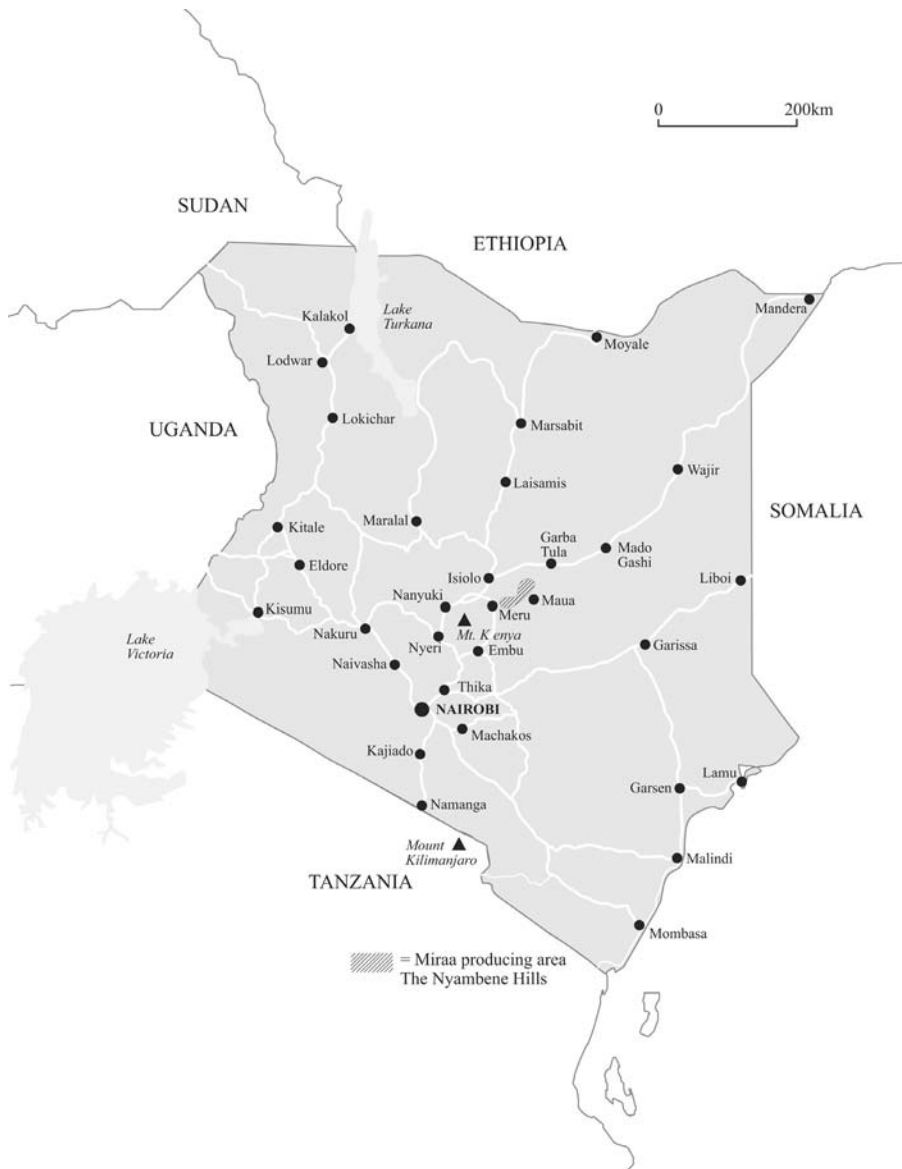 0 200km
SUDAN
ETHIOPIA
Mandera
Kalakol
Lake
Turkana
Moyale
Lodwar
Lokichar
Marsabit
UGANDA
Wajir
Laisamis
SOMALIA
Maralal
Kitale
Garba
Tula
Mado
Gashi
Eldore
Isiolo
Liboi
Nanyuki
Maua
Kisumu
Meru
Nakuru
Mt. K enya
Lake
Victoria
Nyeri
Embu
Garissa
Naivasha
Thika
NAIROBI
Machakos
Kajiado
Lamu
Garsen
Namanga
Mount
Kilimanjaro
Malindi
TANZANIA
Mombasa
= Miraa producing area
The Nyambene Hills